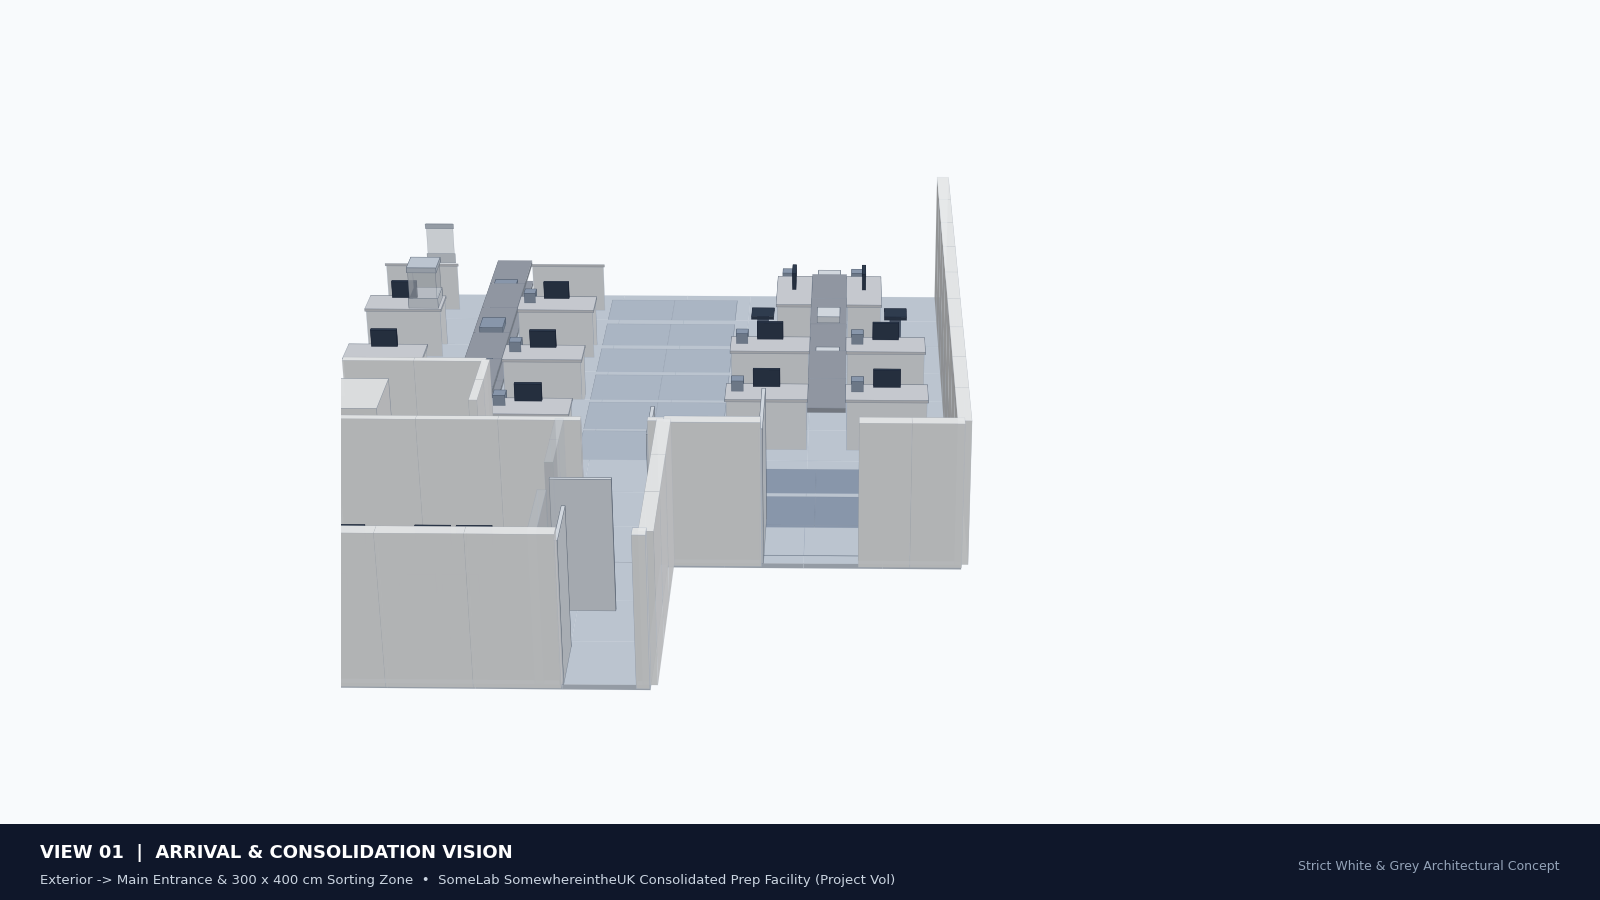 VIEW 01 | ARRIVAL & CONSOLIDATION VISION
Exterior -> Main Entrance & 300 x 400 cm Sorting Zone • SomeLab SomewhereintheUK Consolidated Prep Facility (Project Vol)
Strict White & Grey Architectural Concept